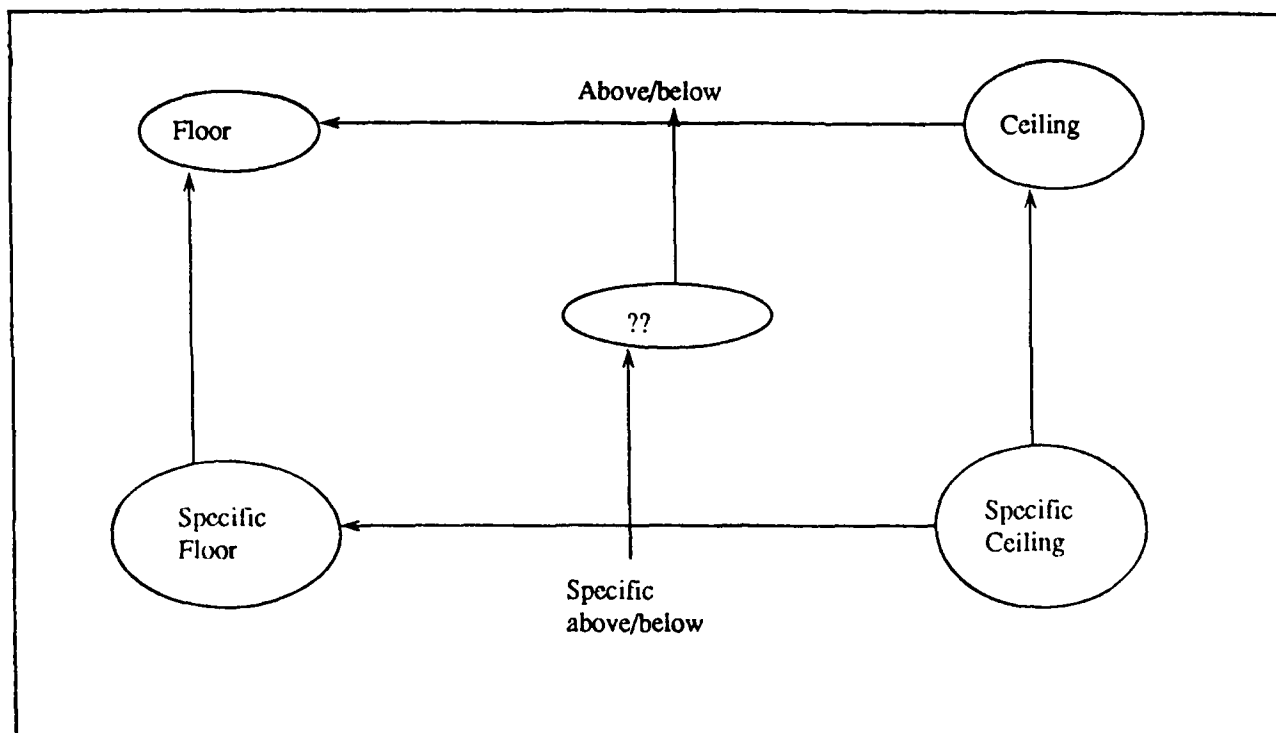 Above/below
Floor
Ceiling
??
Specific
Floor
Specific
Ceiling
Specific
above/below